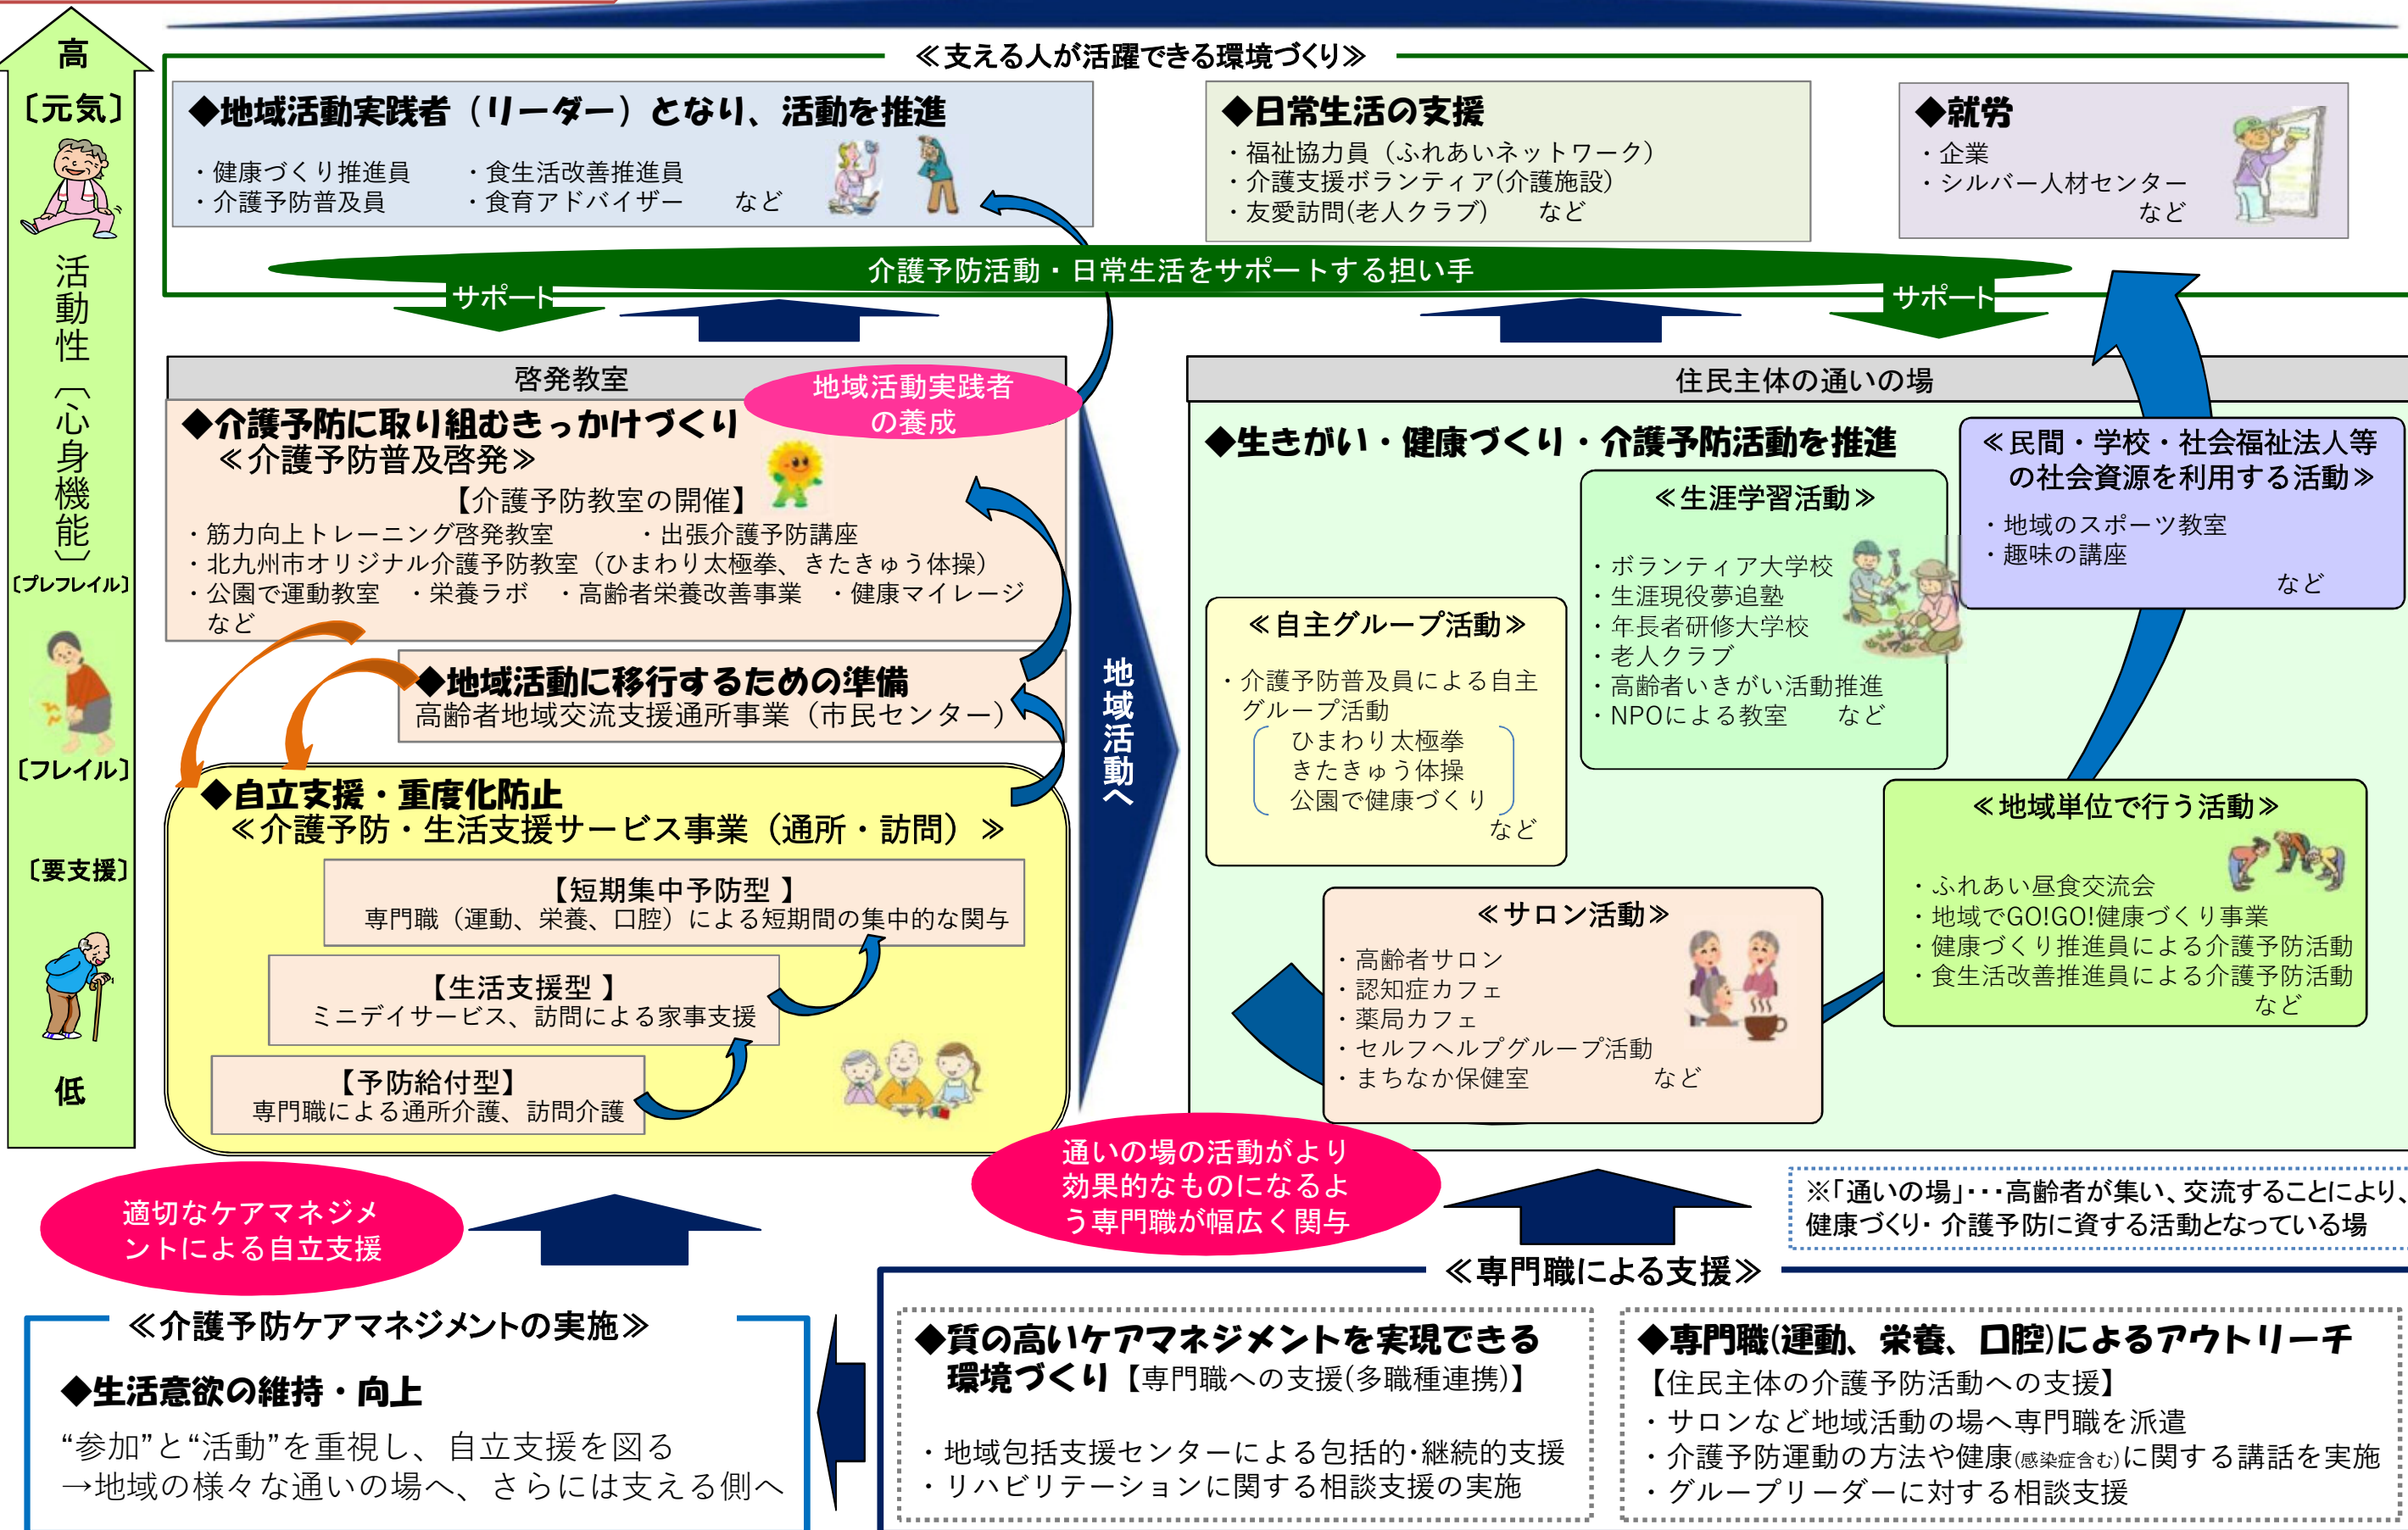 高
〔元気〕
活動性〔心身機能〕
〔プレフレイル〕
〔フレイル〕
〔要支援〕
低
≪支える人が活躍できる環境づくり≫
◆地域活動実践者（リーダー）となり、活動を推進
・健康づくり推進員　・食生活改善推進員
・介護予防普及員　・食育アドバイザー　など
◆日常生活の支援
・福祉協力員（ふれあいネットワーク）
・介護支援ボランティア(介護施設)
・友愛訪問(老人クラブ)　など
◆就労
・企業
・シルバー人材センター
など
介護予防活動・日常生活をサポートする担い手
サポート
サポート
啓発教室
地域活動実践者
の養成
◆介護予防に取り組むきっかけづくり
≪介護予防普及啓発≫
【介護予防教室の開催】
・筋力向上トレーニング啓発教室　・出張介護予防講座
・北九州市オリジナル介護予防教室（ひまわり太極拳、きたきゅう体操）
・公園で運動教室　・栄養ラボ　・高齢者栄養改善事業　・健康マイレージ
など
◆地域活動に移行するための準備
高齢者地域交流支援通所事業（市民センター）
◆自立支援・重度化防止
≪介護予防・生活支援サービス事業（通所・訪問）≫
【短期集中予防型 】
専門職（運動、栄養、口腔）による短期間の集中的な関与
【生活支援型 】
ミニデイサービス、訪問による家事支援
【予防給付型】
専門職による通所介護、訪問介護
地域活動へ
住民主体の通いの場
◆生きがい・健康づくり・介護予防活動を推進
≪民間・学校・社会福祉法人等
の社会資源を利用する活動≫
・地域のスポーツ教室
・趣味の講座
など
≪生涯学習活動≫
・ボランティア大学校
・生涯現役夢追塾
・年長者研修大学校
・老人クラブ
・高齢者いきがい活動推進
・NPOによる教室　など
≪自主グループ活動≫
・介護予防普及員による自主
グループ活動
ひまわり太極拳
きたきゅう体操
公園で健康づくり
など
≪地域単位で行う活動≫
・ふれあい昼食交流会
・地域でGO!GO!健康づくり事業
・健康づくり推進員による介護予防活動
・食生活改善推進員による介護予防活動
など
≪サロン活動≫
・高齢者サロン
・認知症カフェ
・薬局カフェ
・セルフヘルプグループ活動
・まちなか保健室　など
適切なケアマネジメ
ントによる自立支援
通いの場の活動がより
効果的なものになるよ
う専門職が幅広く関与
※「通いの場」・・・高齢者が集い、交流することにより、
健康づくり・介護予防に資する活動となっている場
≪介護予防ケアマネジメントの実施≫
◆生活意欲の維持・向上
“参加”と“活動”を重視し、自立支援を図る
→地域の様々な通いの場へ、さらには支える側へ
≪専門職による支援≫
◆質の高いケアマネジメントを実現できる
環境づくり【専門職への支援(多職種連携)】
・地域包括支援センターによる包括的・継続的支援
・リハビリテーションに関する相談支援の実施
◆専門職(運動、栄養、口腔)によるアウトリーチ
【住民主体の介護予防活動への支援】
・サロンなど地域活動の場へ専門職を派遣
・介護予防運動の方法や健康(感染症含む)に関する講話を実施
・グループリーダーに対する相談支援